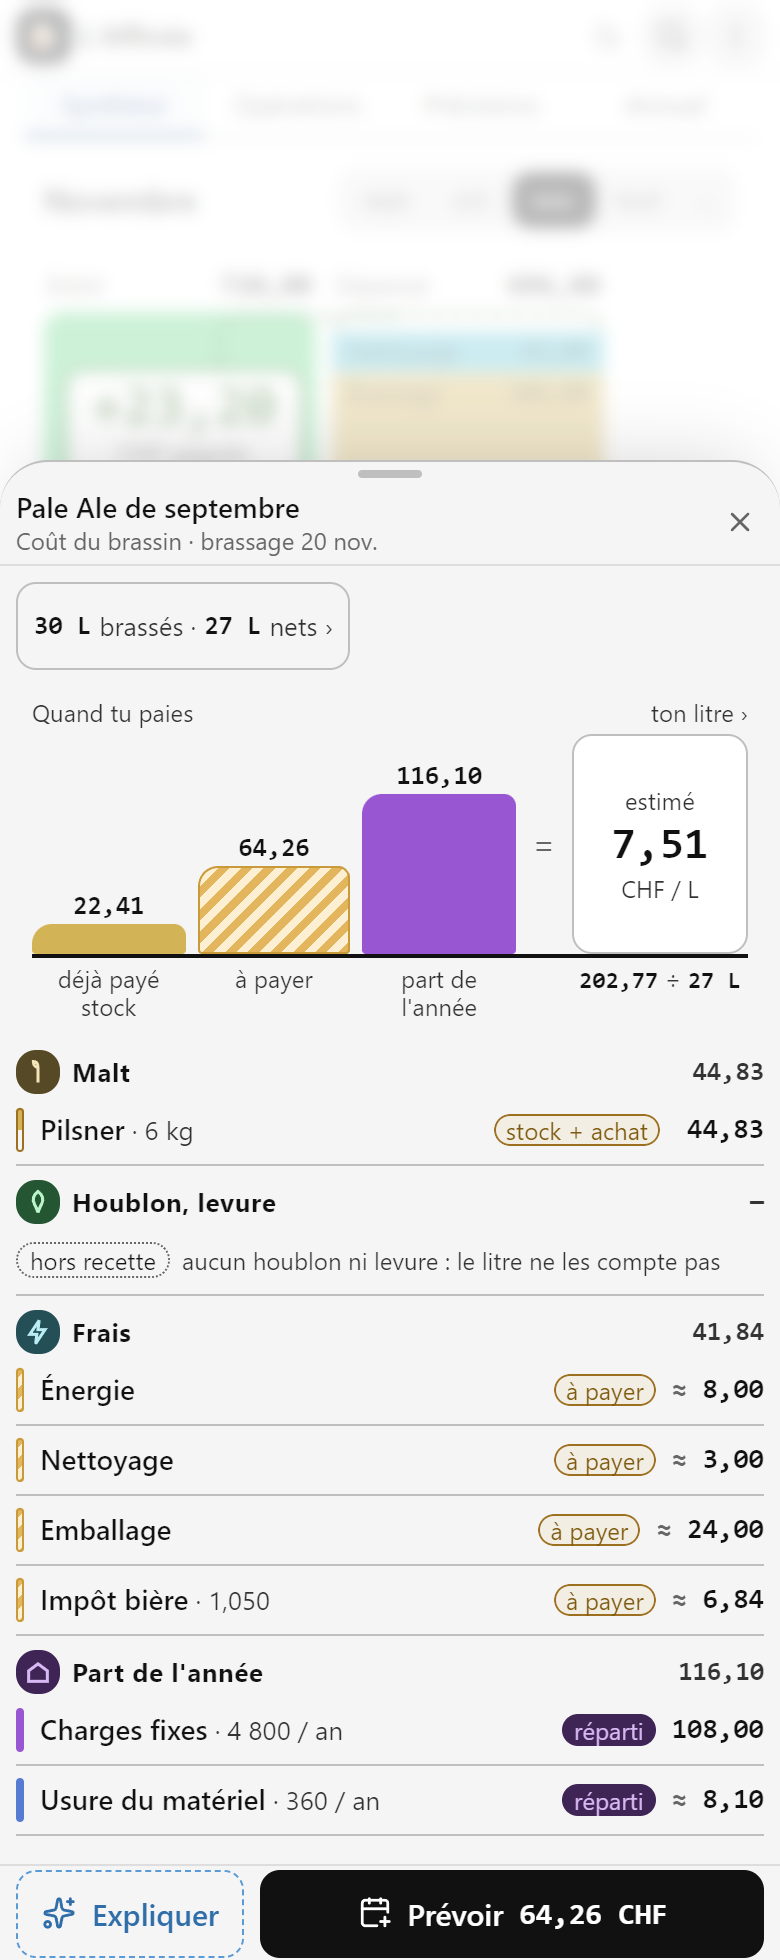 Novembre
+23,20
Pale Ale de septembre
Coût du brassin · brassage 20 nov.
30 L brassés · 27 L nets ›
Quand tu paies
ton litre ›
116,10
64,26
22,41
=
estimé
7,51
CHF / L
déjà payé
stock
à payer
part de
l'année
202,77 ÷ 27 L
Malt 44,83
Pilsner · 6 kg stock + achat 44,83
Houblon, levure –
hors recette aucun houblon ni levure : le litre ne les compte pas
Frais 41,84
Énergie à payer ≈ 8,00
Nettoyage à payer ≈ 3,00
Emballage à payer ≈ 24,00
Impôt bière · 1,050 à payer ≈ 6,84
Part de l'année 116,10
Charges fixes · 4 800 / an réparti 108,00
Usure du matériel · 360 / an réparti ≈ 8,10
Expliquer
Prévoir 64,26 CHF